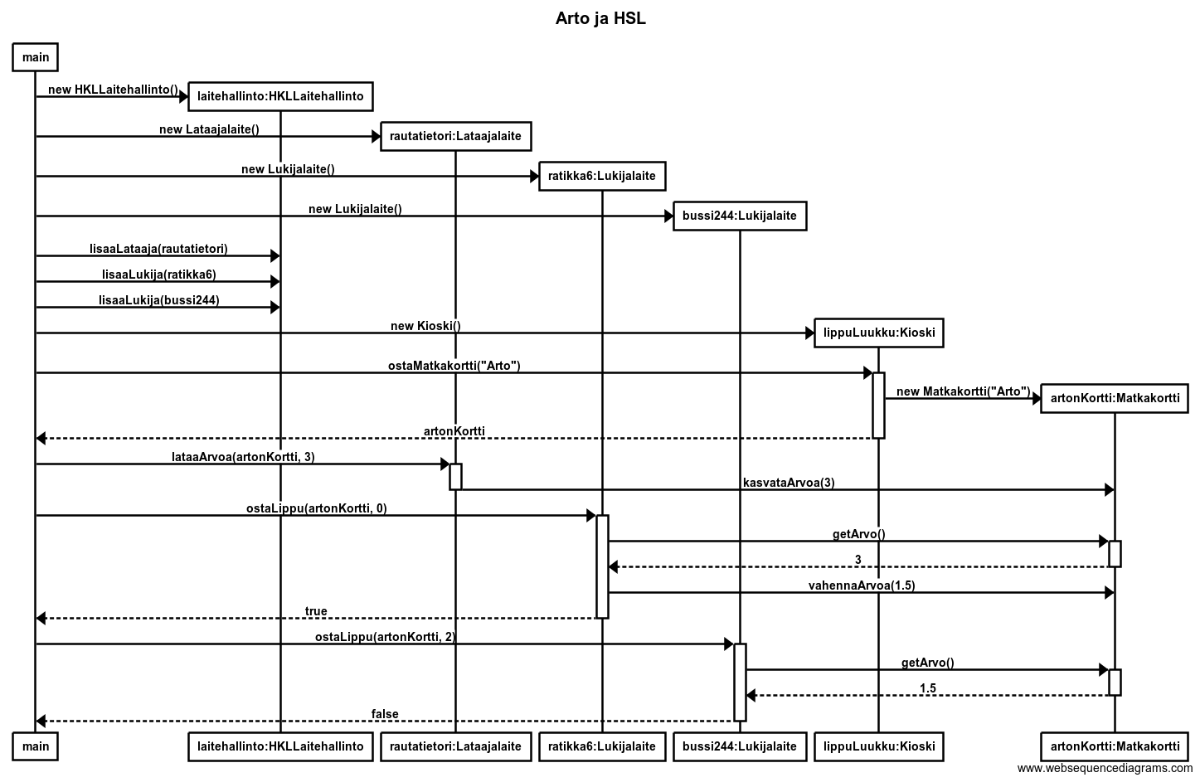 Arto ja HSL
main
new HKLLaitehallinto()
laitehallinto:HKLLaitehallinto
new Lataajalaite()
rautatietori:Lataajalaite
new Lukijalaite()
ratikka6:Lukijalaite
new Lukijalaite()
bussi244:Lukijalaite
lisaaLataaja(rautatietori)
lisaaLukija(ratikka6)
lisaaLukija(bussi244)
new Kioski()
lippuLuukku:Kioski
ostaMatkakortti("Arto")
new Matkakortti("Arto")
artonKortti:Matkakortti
artonKortti
lataaArvoa(artonKortti, 3)
kasvataArvoa(3)
ostaLippu(artonKortti, 0)
getArvo()
3
vahennaArvoa(1.5)
true
ostaLippu(artonKortti, 2)
getArvo()
1.5
false
main
laitehallinto:HKLLaitehallinto
rautatietori:Lataajalaite
ratikka6:Lukijalaite
bussi244:Lukijalaite
lippuLuukku:Kioski
artonKortti:Matkakortti
www.websequencediagrams.com